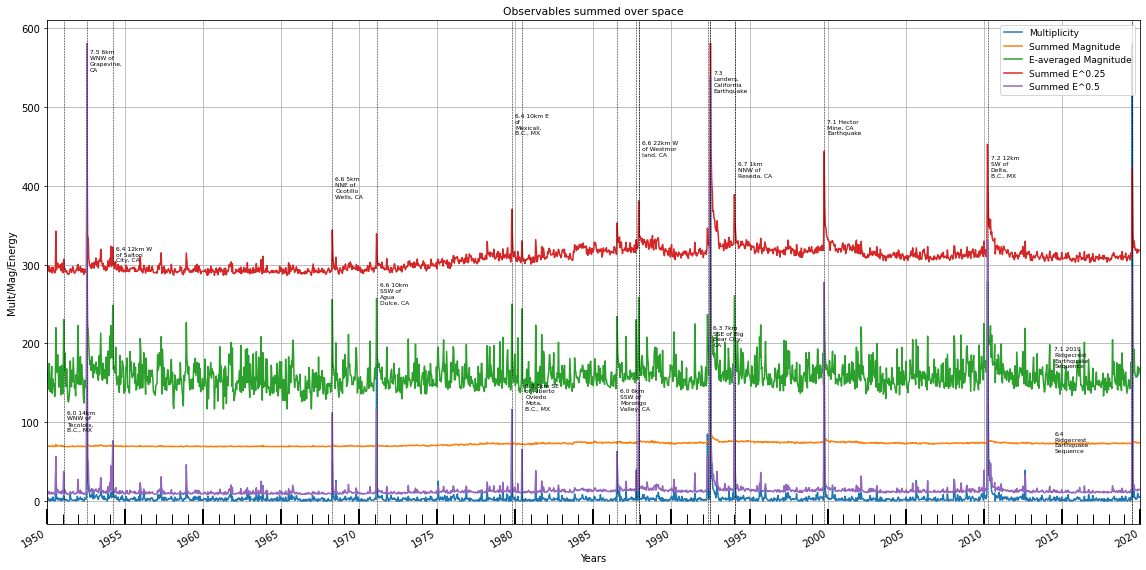 Observables summed over space
Mult/Mag/Energy
600
500
400
300
200
100
0
Multiplicity
Summed Magnitude
E-averaged Magnitude
Summed E^0.25
Summed E^0.5
7.5 6km
WNW of
Grapevine,
CA
6.4 12km W
of Salton
City, CA
6.0 14km
WNW of
Tecolots,
B.C., MX
6.6 5km
NNE of
Ocotillo
Wells, CA
6.6 10km
SSW of
Agua
Dulce, CA
6.4 10km E
of
Mexicali,
B.C., MX
SE
Alberto
Oviedo
Mota,
B.C., MX
6.6 22km W
of Westmor
land, CA
6.0 6km
SSW of
Morongo
Valley, CA
7.3
Landers,
California
Earthquake
6.3 7km
SSE of Big
Bear City,
CA
6.7 1km
NNW of
Reseda, CA
7.1 Hector
Mine, CA
Earthquake
7.2 12km
SW of
Delta,
B.C., MX
7.1 2019
Ridgecrest
Earthquake
Sequence
6.4
Ridgecrest
Earthquake
Sequence
1950
1955
1960
1965
1970
1975
1980
1985
1990
1995
2000
2005
2010
2015
2020
Years